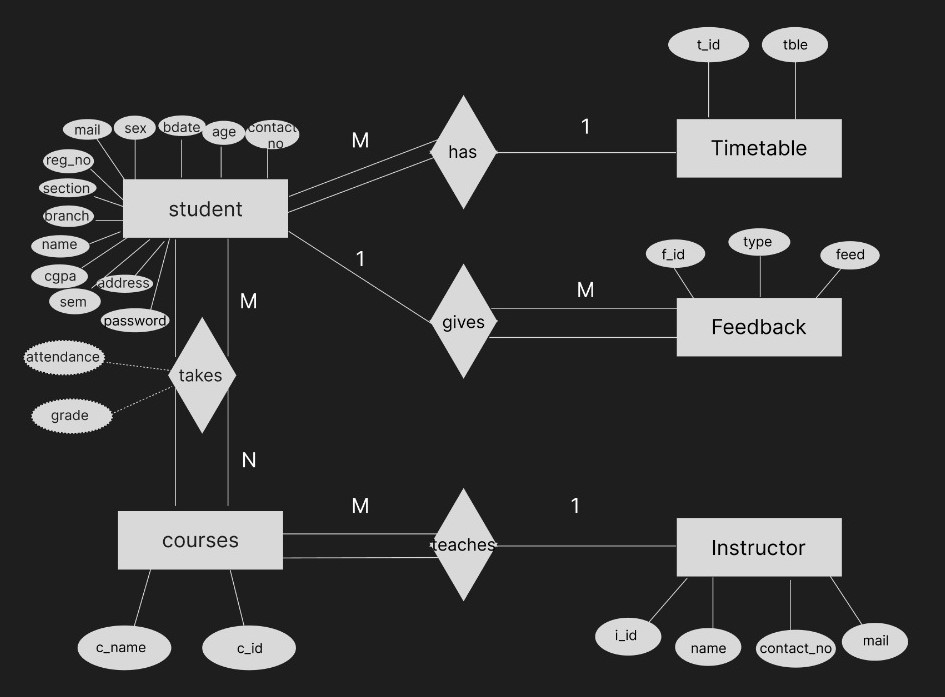 t_id
tble
mail
sex
bdate
age
contact
no
M
1
has
Timetable
reg_no
section
branch
name
cgpa
sem
address
password
student
1
M
gives
f_id
type
feed
Feedback
M
attendance
grade
takes
N
courses
M
1
teaches
Instructor
c_name
c_id
i_id
name
contact_no
mail